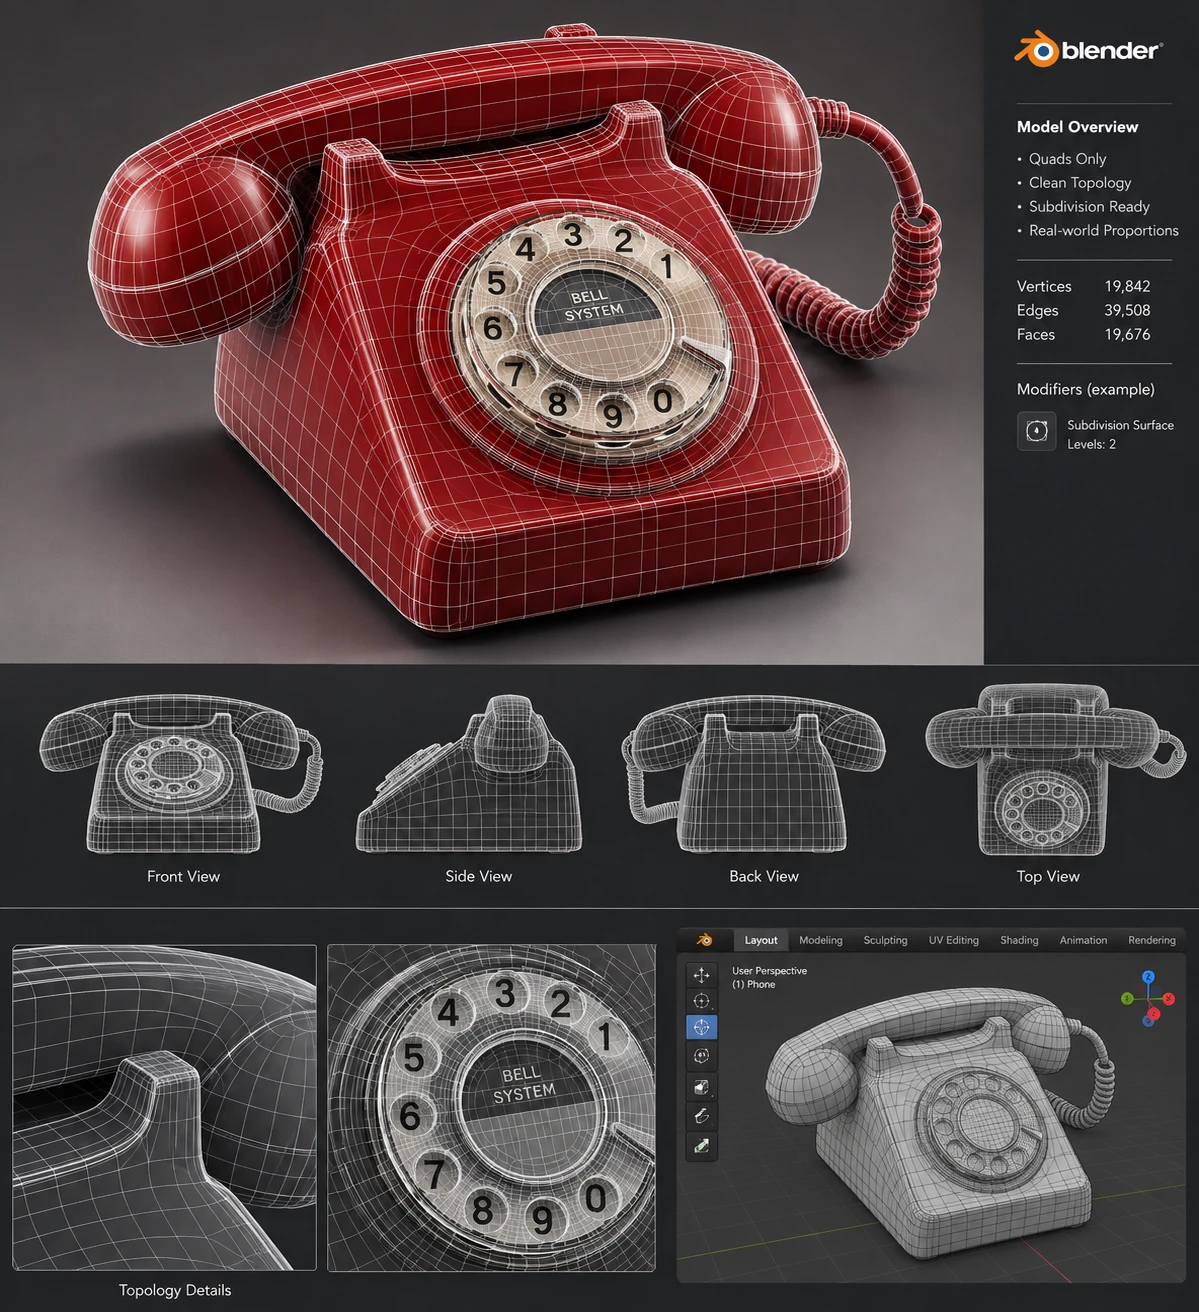 blender®
Model Overview
• Quads Only
• Clean Topology
• Subdivision Ready
• Real-world Proportions
Vertices 19,842
Edges 39,508
Faces 19,676
Modifiers (example)
Subdivision Surface
Levels: 2
1
2
3
4
5
6
7
8
9
0
BELL
SYSTEM
Front View
Side View
Back View
Top View
Topology Details
1
2
3
4
5
6
7
8
9
0
BELL
SYSTEM
Layout Modeling Sculpting UV Editing Shading Animation Rendering
User Perspective
(1) Phone
Z